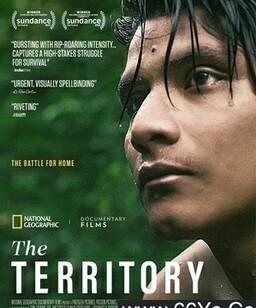 WINNER
WINNER
sundance
sundance
"BURSTING WITH RIP-ROARING INTENSITY...
CAPTURES A HIGH-STAKES STRUGGLE
FOR SURVIVAL"
"URGENT, VISUALLY SPELLBINDING"
"RIVETING"
THE BATTLE FOR HOME
NATIONAL
GEOGRAPHIC
DOCUMENTARY
FILMS
The
TERRITORY